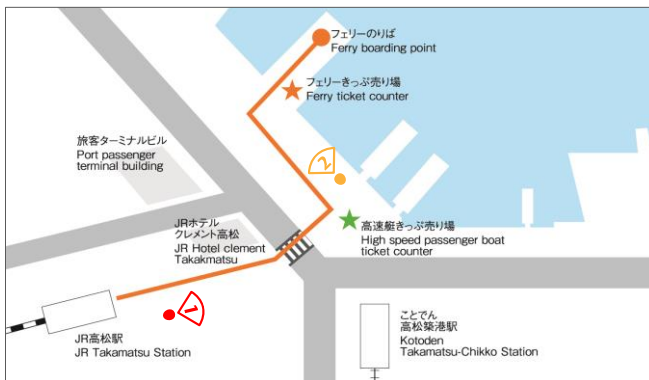 フェリーのりば
Ferry boarding point
フェリーきっぷ売り場
Ferry ticket counter
旅客ターミナルビル
Port passenger
terminal building
2
JRホテル
クレメント高松
JR Hotel clement
Takakmatsu
高速艇きっぷ売り場
High speed passenger boat
ticket counter
1
JR高松駅
JR Takamatsu Station
ことでん
高松築港駅
Kotoden
Takamatsu-Chikko Station